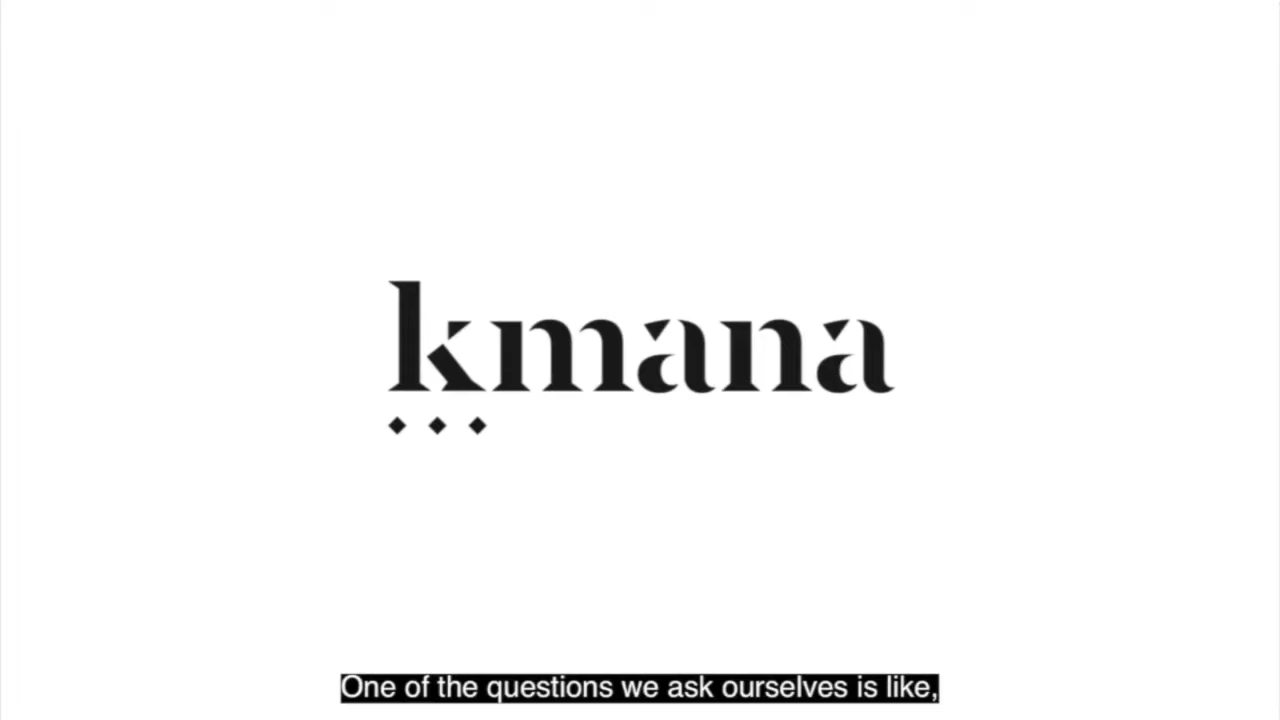 kmana
One of the questions we ask ourselves is like,